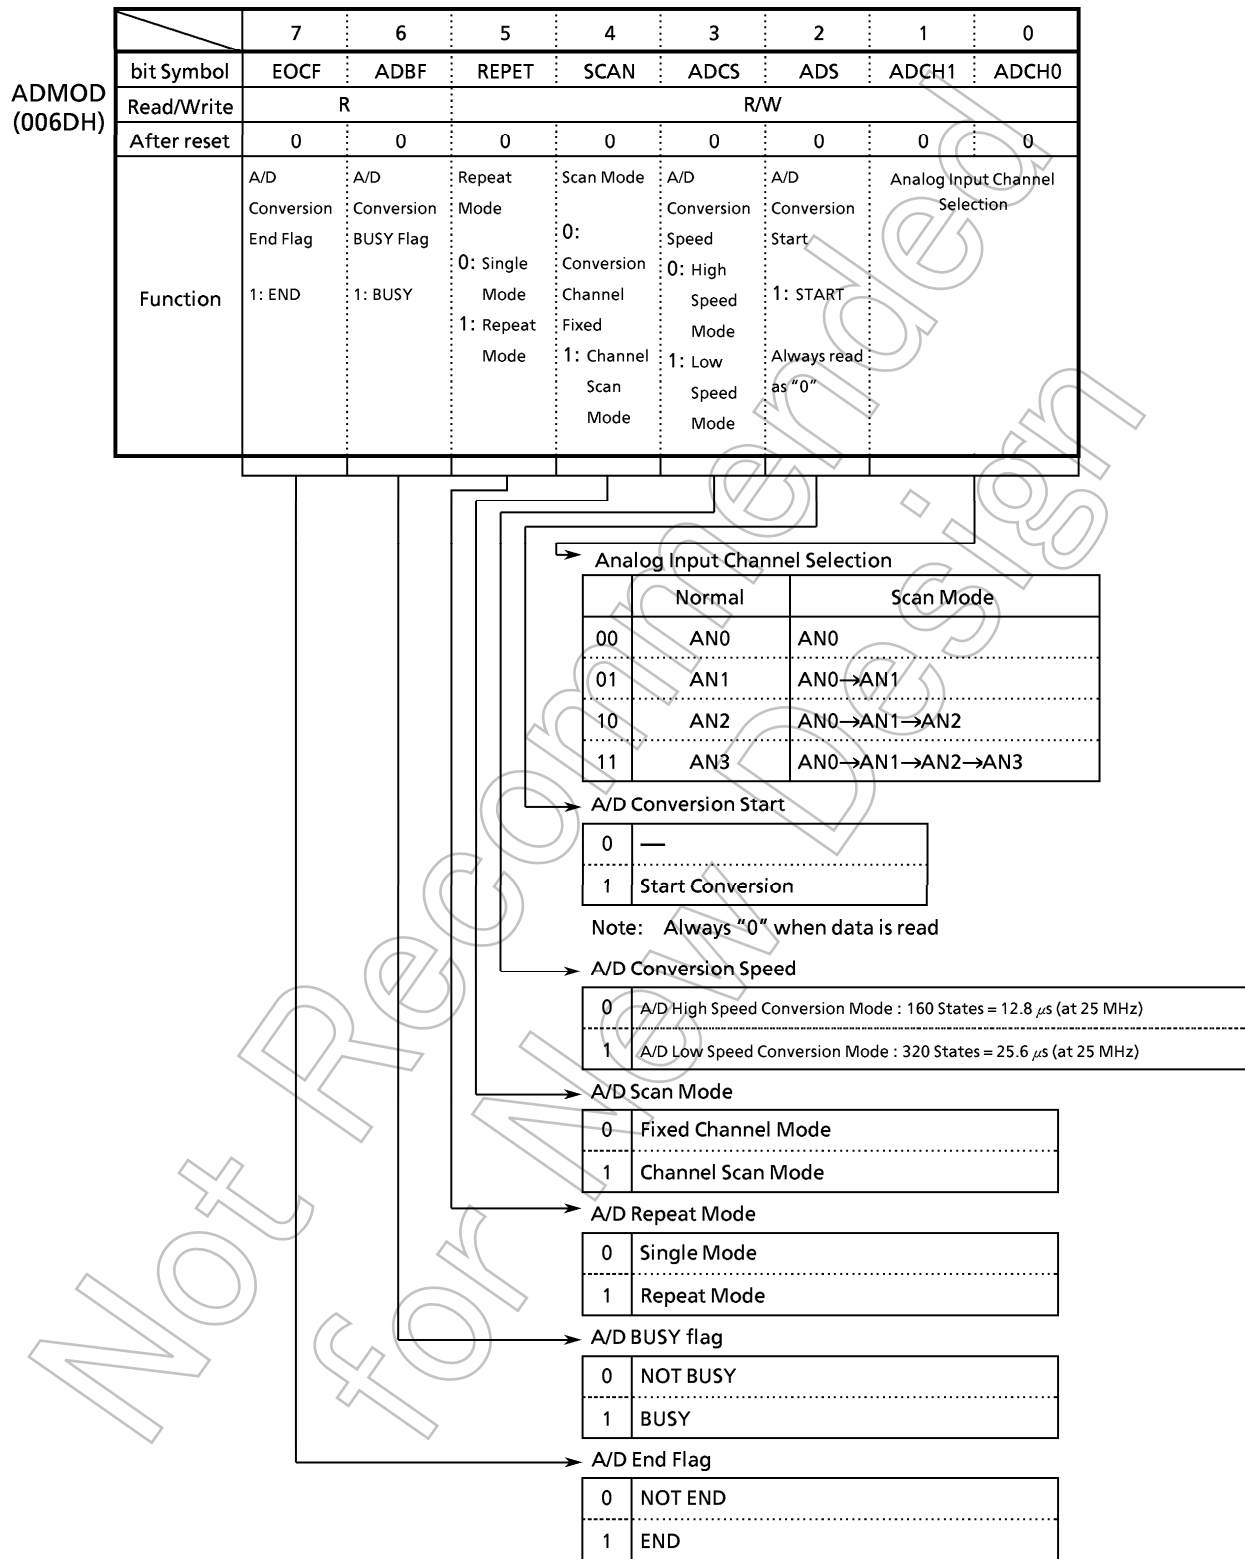 7 6 5 4 3 2 1 0
bit Symbol EOCF ADBF REPET SCAN ADCS ADS ADCH1 ADCH0
ADMOD
(006DH)
Read/Write R R/W
After reset 0 0 0 0 0 0 0 0
Function
A/D
Conversion
End Flag
1: END
A/D
Conversion
BUSY Flag
1: BUSY
Repeat
Mode
0: Single
Mode
1: Repeat
Mode
Scan Mode
0:
Conversion
Channel
Fixed
1: Channel
Scan
Mode
A/D
Conversion
Speed
0: High
Speed
Mode
1: Low
Speed
Mode
A/D
Conversion
Start
1: START
Always read
as "0"
Analog Input Channel
Selection
Analog Input Channel Selection
Normal Scan Mode
00 AN0 AN0
01 AN1 AN0→AN1
10 AN2 AN0→AN1→AN2
11 AN3 AN0→AN1→AN2→AN3
A/D Conversion Start
0 —
1 Start Conversion
Note: Always "0" when data is read
A/D Conversion Speed
0 A/D High Speed Conversion Mode : 160 States = 12.8 μs (at 25 MHz)
1 A/D Low Speed Conversion Mode : 320 States = 25.6 μs (at 25 MHz)
A/D Scan Mode
0 Fixed Channel Mode
1 Channel Scan Mode
A/D Repeat Mode
0 Single Mode
1 Repeat Mode
A/D BUSY flag
0 NOT BUSY
1 BUSY
A/D End Flag
0 NOT END
1 END
Not Recommended
for New Design